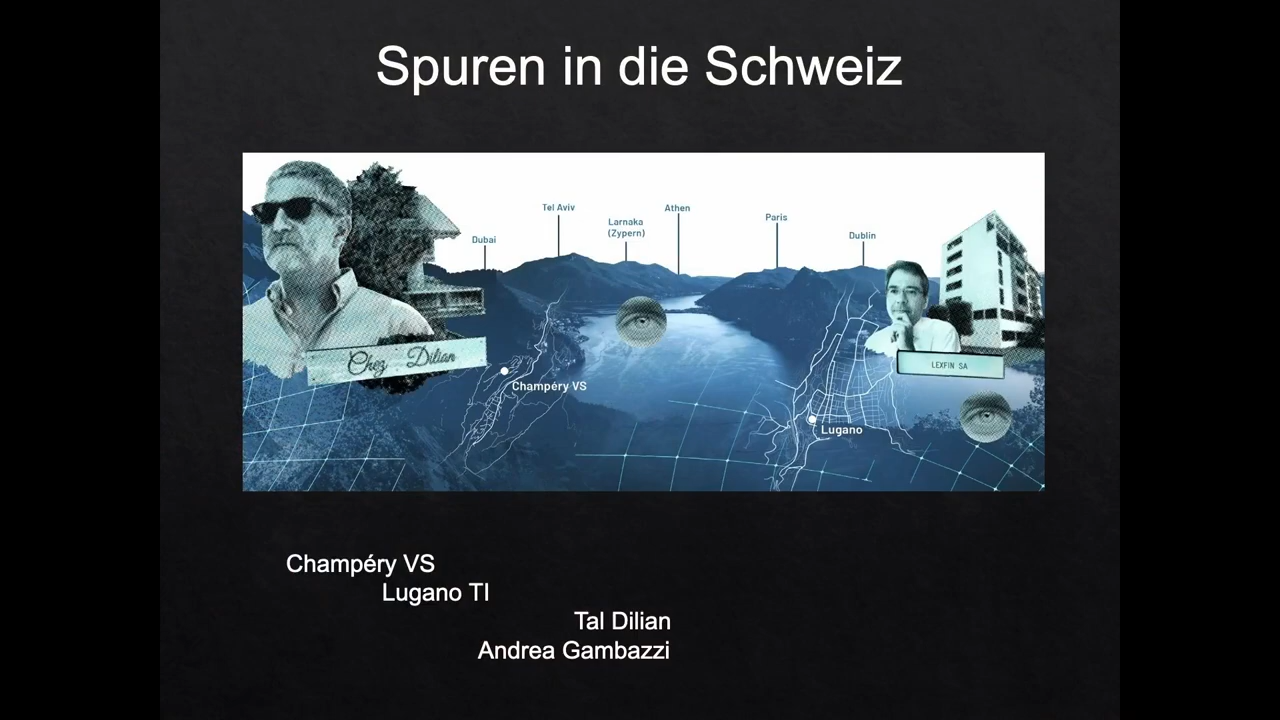 Spuren in die Schweiz
Tel Aviv
Athen
Larnaka
(Zypern)
Paris
Dubai
Dublin
Chez Dilian
LEXFIN SA
Champéry VS
Lugano
Champéry VS
Lugano TI
Tal Dilian
Andrea Gambazzi